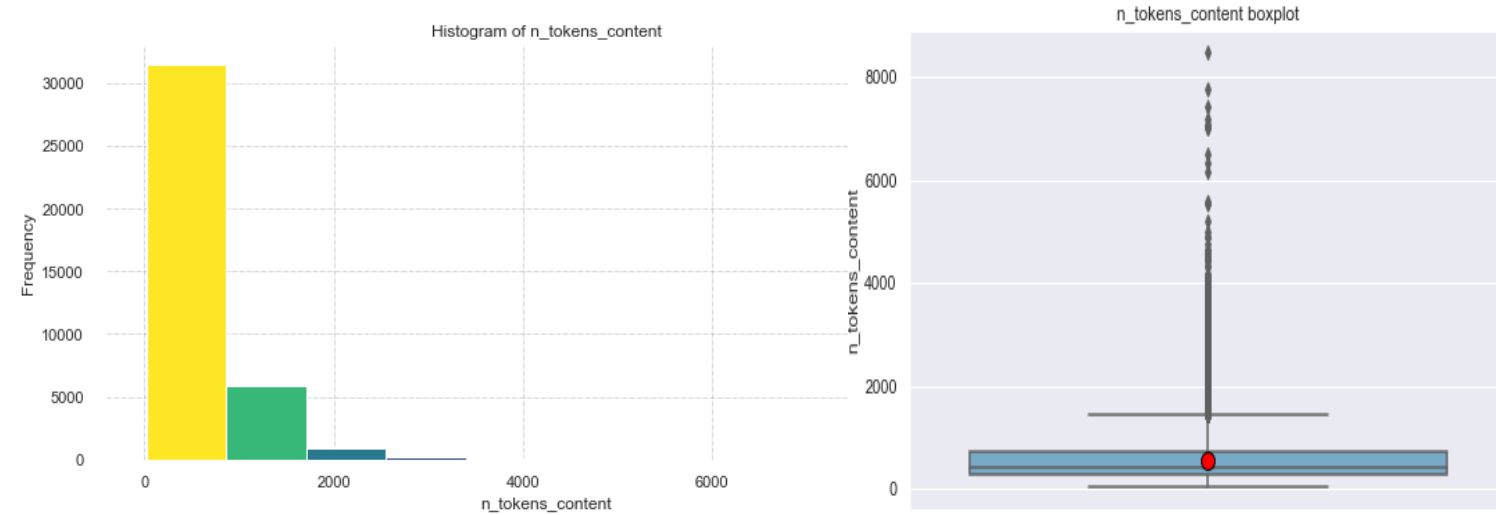 Histogram of n_tokens_content
30000
25000
20000
15000
10000
5000
0
Frequency
0 2000 4000 6000
n_tokens_content
n_tokens_content boxplot
8000
6000
4000
2000
0
n_tokens_content